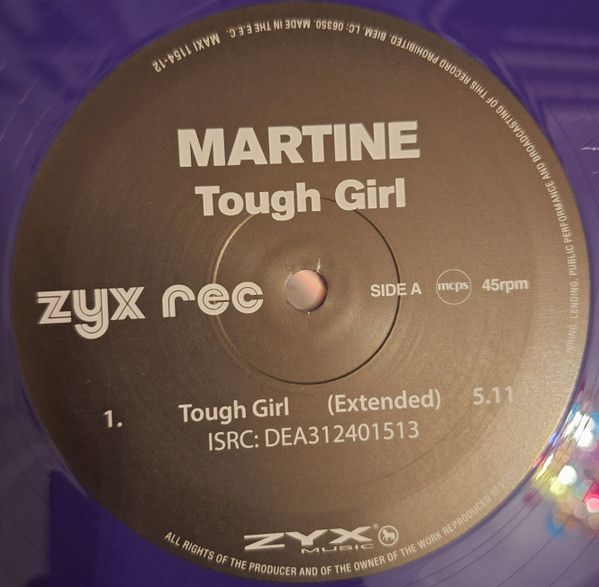 MARTINE
Tough Girl
zyx rec
SIDE A
mcps
45rpm
1. Tough Girl (Extended) 5.11
ISRC: DEA312401513
ZYX®
MUSIC
ALL RIGHTS OF THE PRODUCER AND OF THE OWNER OF THE WORK REPRODUCED
LENDING, PUBLIC PERFORMANCE AND BROADCASTING OF THIS RECORD PROHIBITED. BIEM. LC: 06350. MADE IN THE E.E.C. MAXI 1154-12